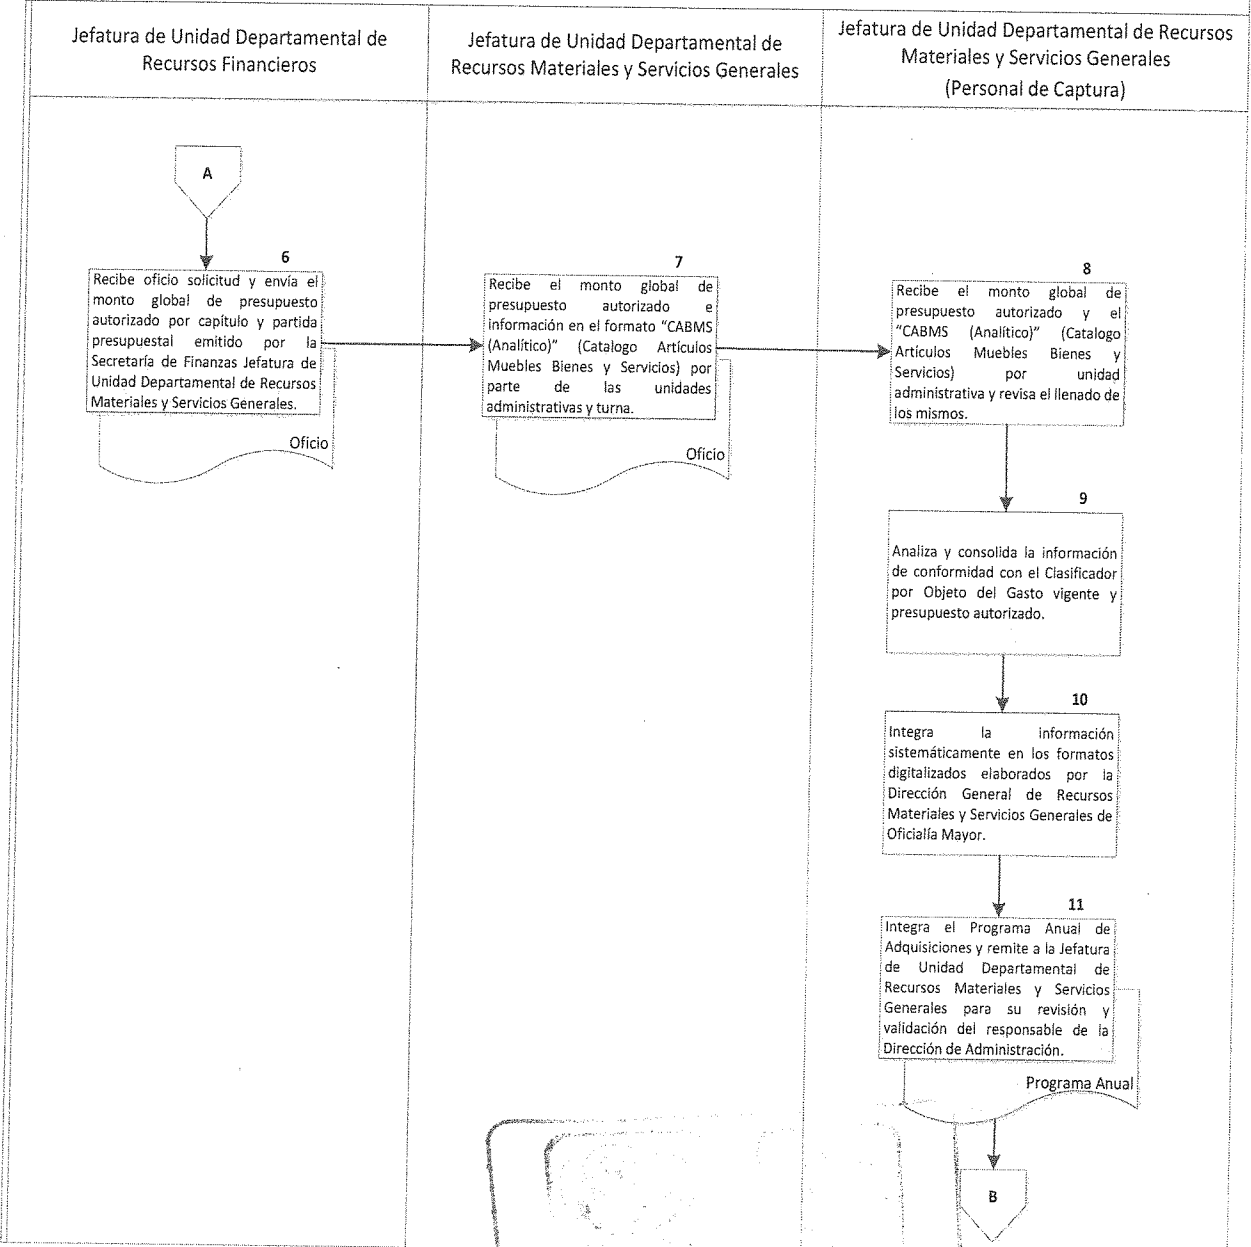 Jefatura de Unidad Departamental de
Recursos Financieros
Jefatura de Unidad Departamental de
Recursos Materiales y Servicios Generales
Jefatura de Unidad Departamental de Recursos
Materiales y Servicios Generales
(Personal de Captura)
A
6
Recibe oficio solicitud y envía el
monto global de presupuesto
autorizado por capítulo y partida
presupuestal emitido por la
Secretaría de Finanzas Jefatura de
Unidad Departamental de Recursos
Materiales y Servicios Generales.
Oficio
7
Recibe el monto global de
presupuesto autorizado e
información en el formato “CABMS
(Analítico)” (Catalogo Artículos
Muebles Bienes y Servicios) por
parte de las unidades
administrativas y turna.
Oficio
8
Recibe el monto global de
presupuesto autorizado y el
“CABMS (Analítico)” (Catalogo
Artículos Muebles Bienes y
Servicios) por unidad
administrativa y revisa el llenado de
los mismos.
9
Analiza y consolida la información
de conformidad con el Clasificador
por Objeto del Gasto vigente y
presupuesto autorizado.
10
Integra la información
sistemáticamente en los formatos
digitalizados elaborados por la
Dirección General de Recursos
Materiales y Servicios Generales de
Oficialía Mayor.
11
Integra el Programa Anual de
Adquisiciones y remite a la Jefatura
de Unidad Departamental de
Recursos Materiales y Servicios
Generales para su revisión y
validación del responsable de la
Dirección de Administración.
Programa Anual
B